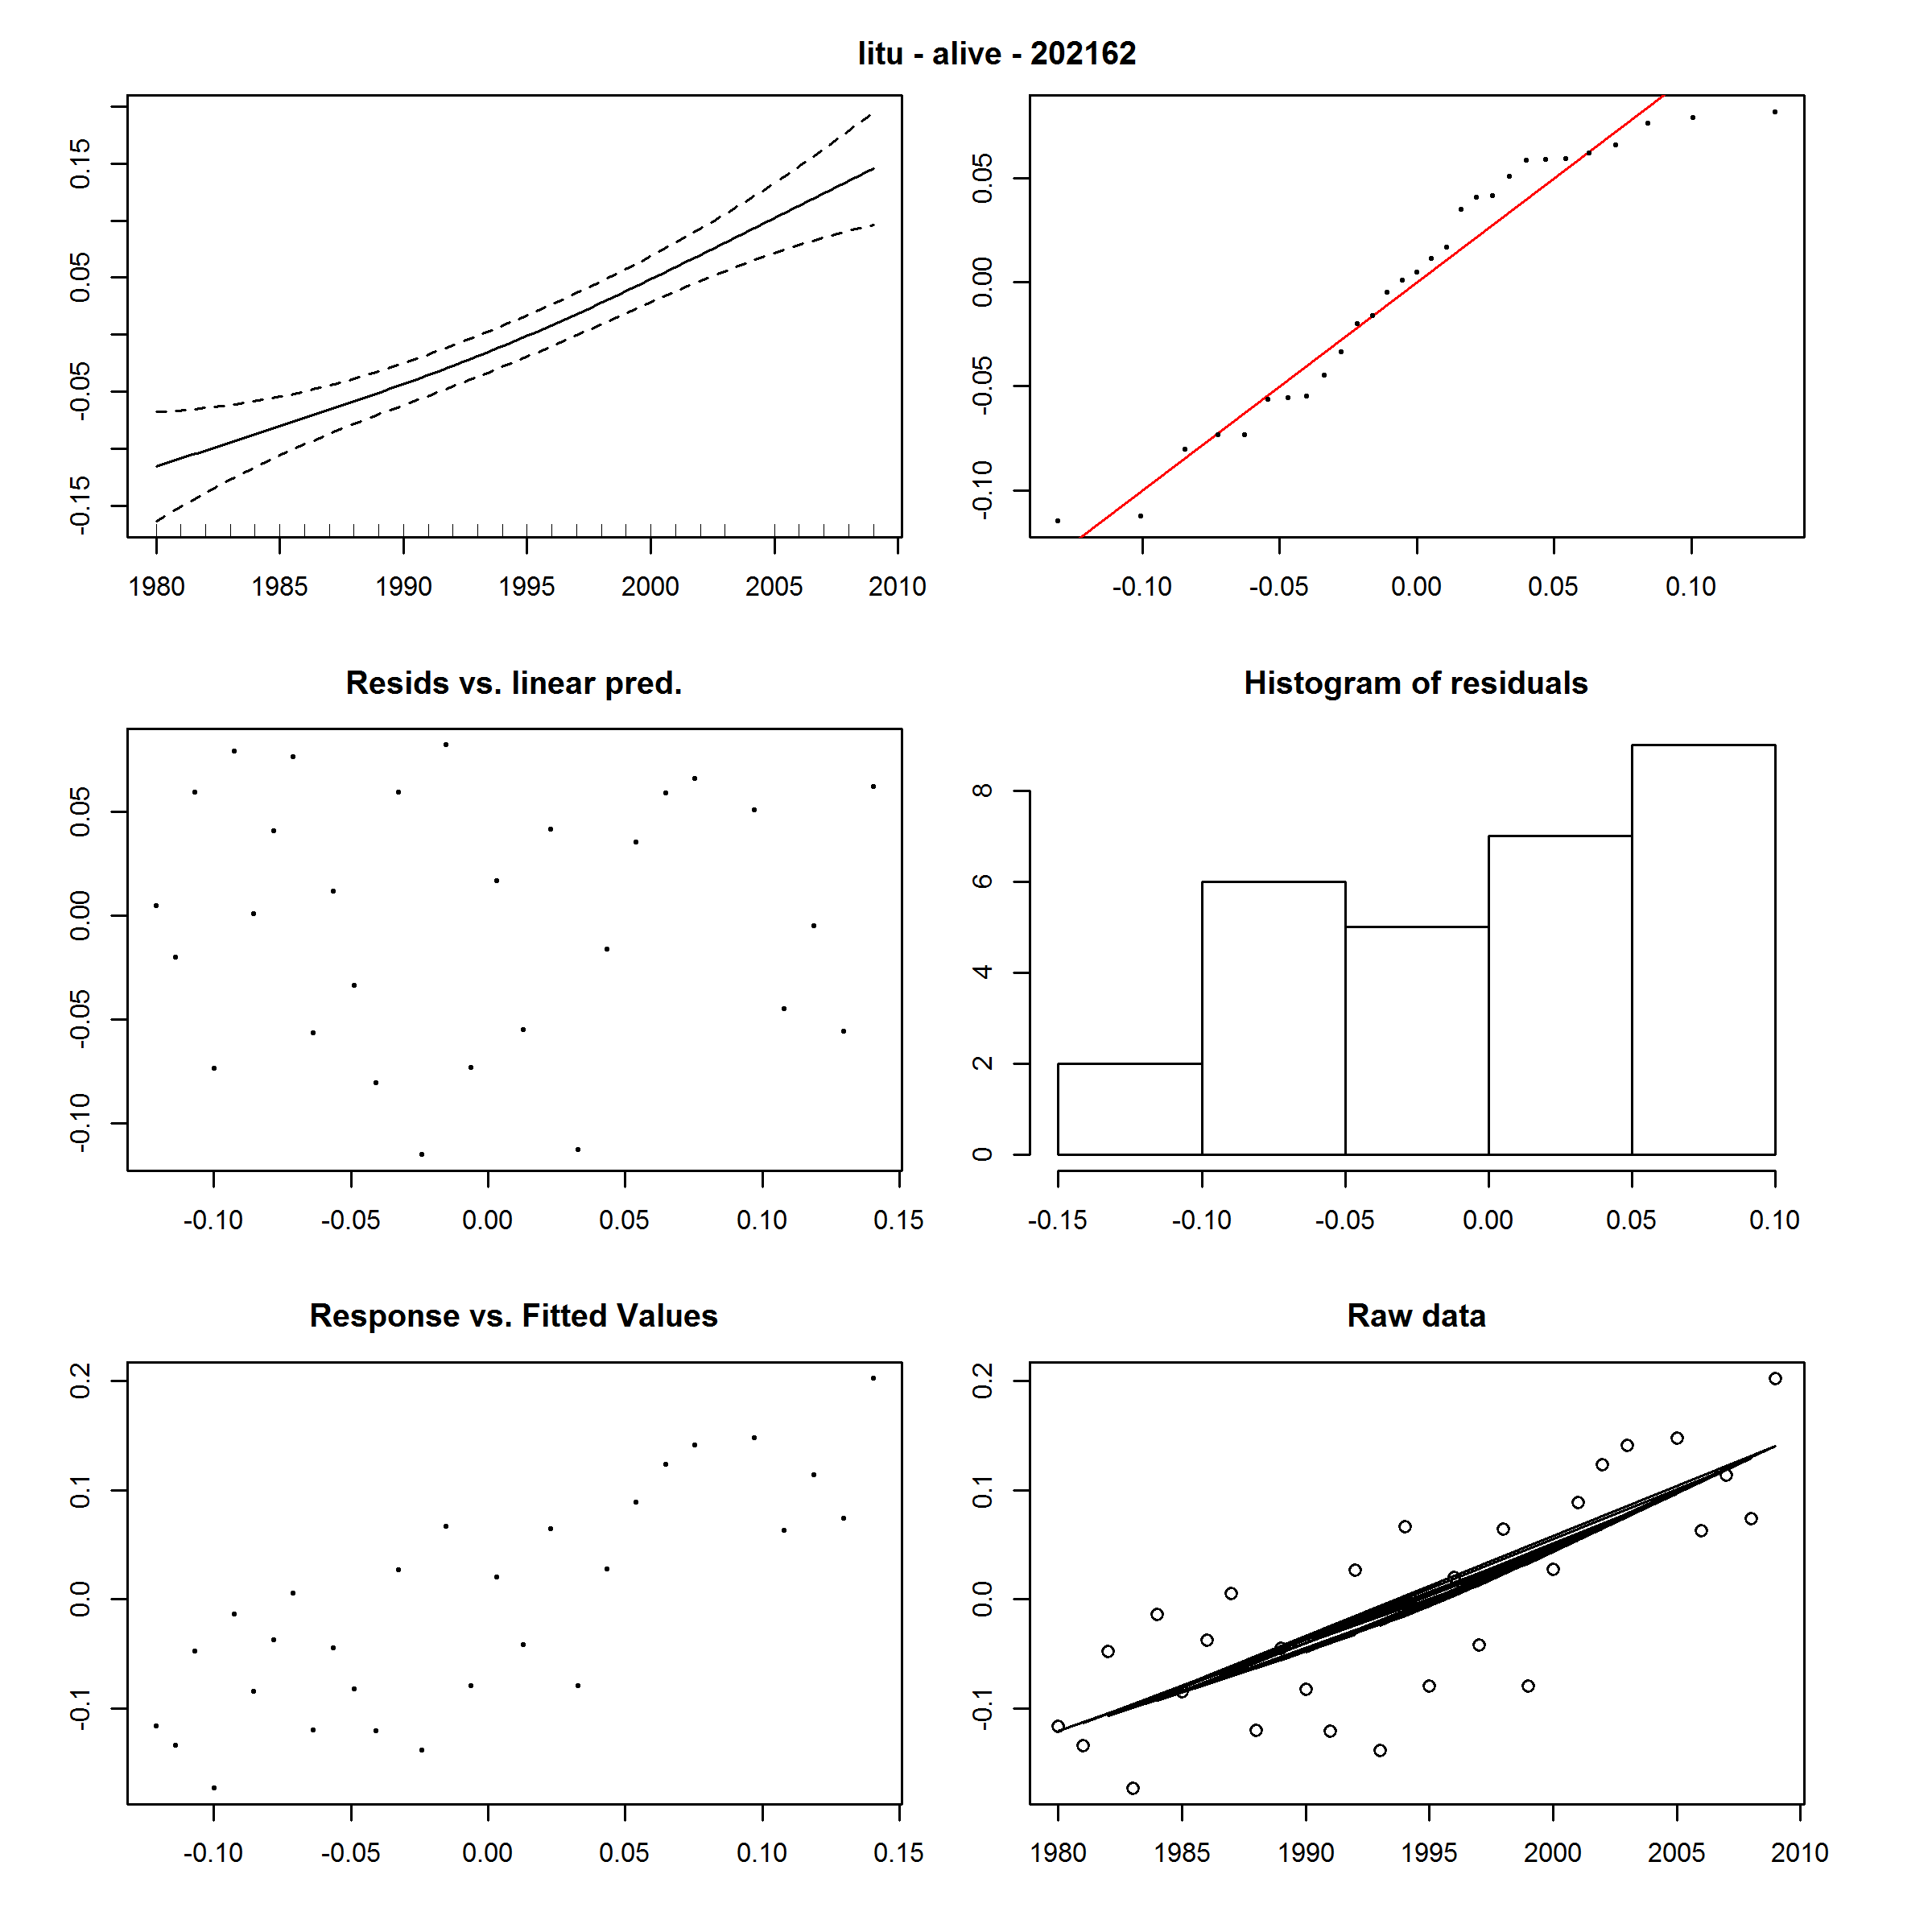 litu - alive - 202162
0.15
0.05
-0.05
-0.15
1980 1985 1990 1995 2000 2005 2010
0.05
0.00
-0.05
-0.10
-0.10 -0.05 0.00 0.05 0.10
Resids vs. linear pred.
0.05
0.00
-0.05
-0.10
-0.10 -0.05 0.00 0.05 0.10 0.15
Histogram of residuals
8
6
4
2
0
-0.15 -0.10 -0.05 0.00 0.05 0.10
Response vs. Fitted Values
0.2
0.1
0.0
-0.1
-0.10 -0.05 0.00 0.05 0.10 0.15
Raw data
0.2
0.1
0.0
-0.1
1980 1985 1990 1995 2000 2005 2010